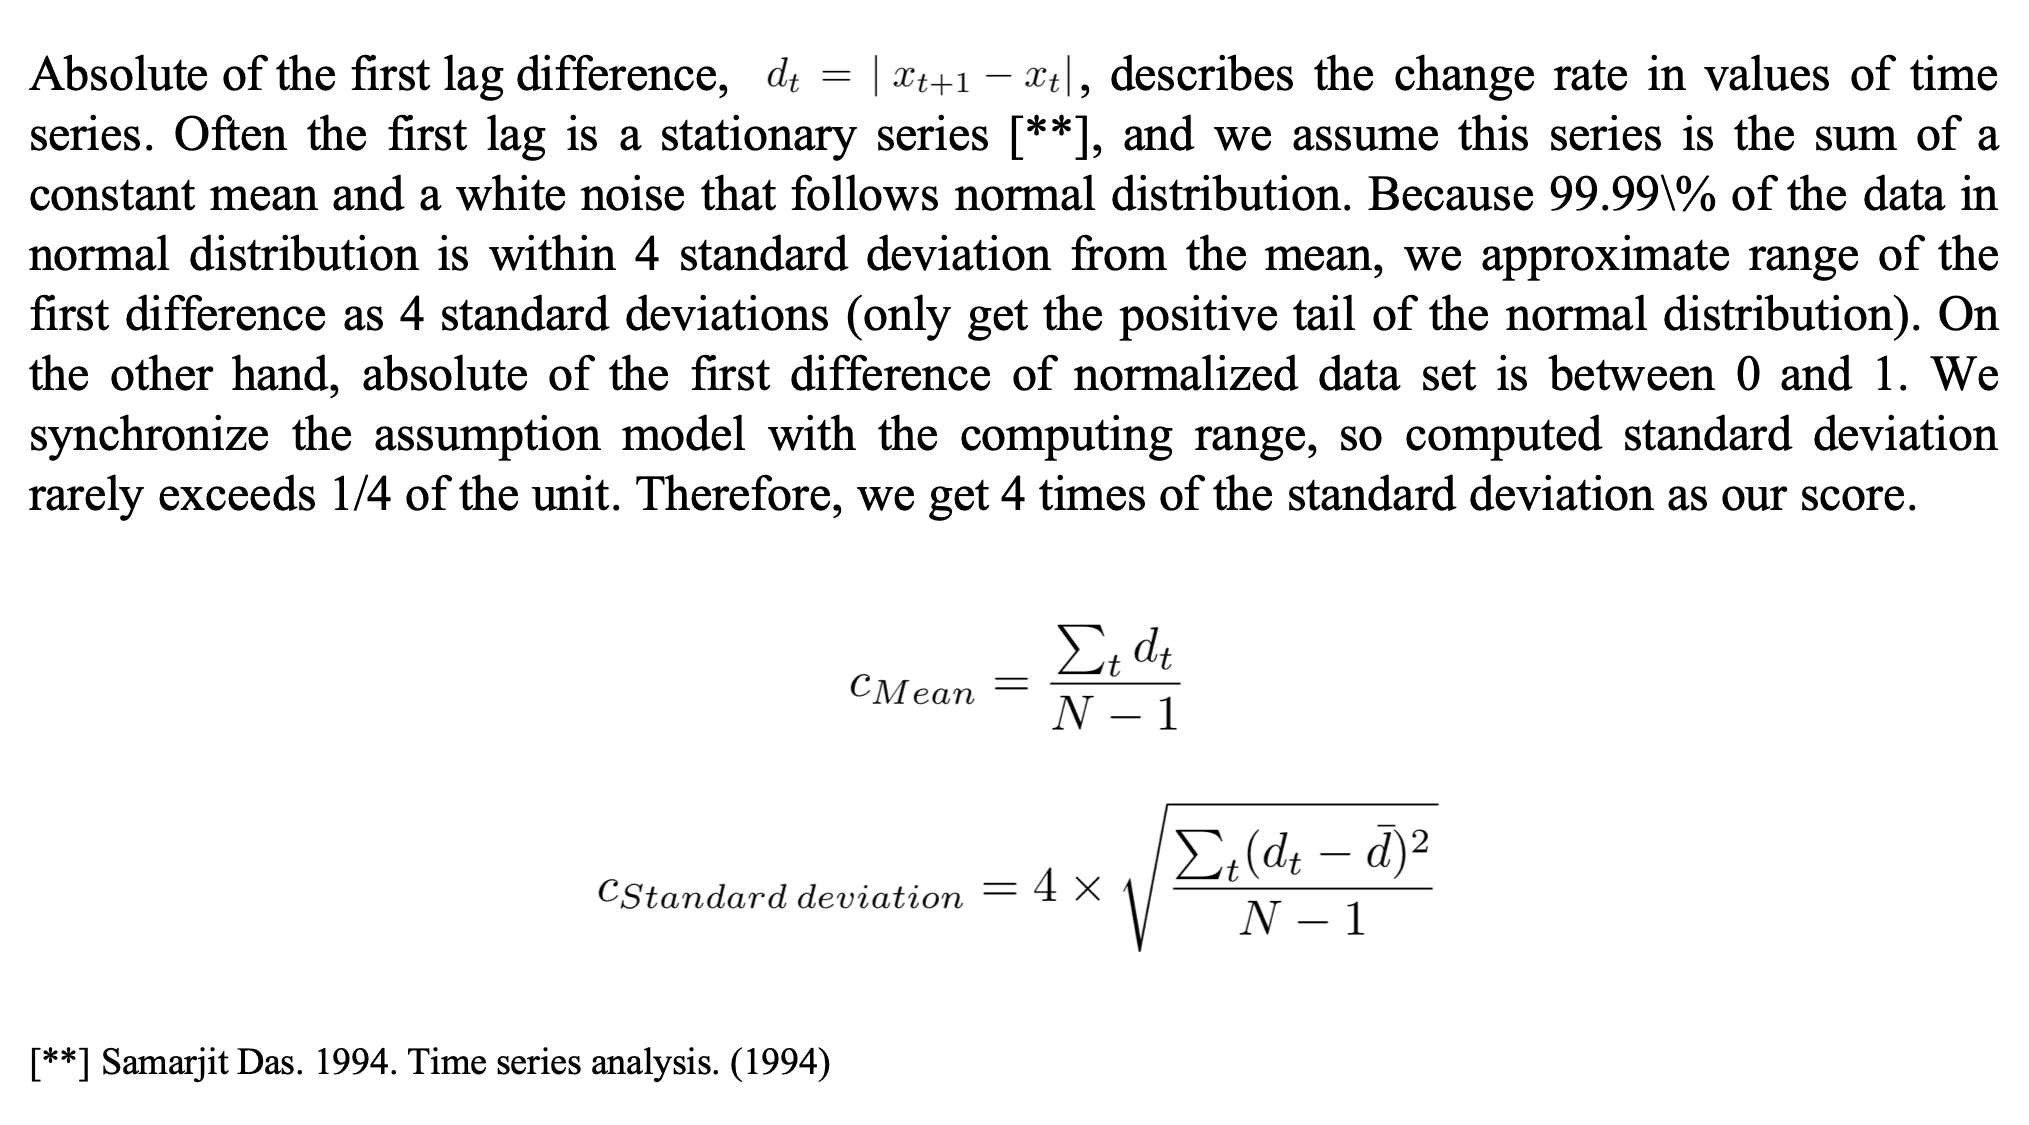 Absolute of the first lag difference, d_t = | x_{t+1} − x_t|, describes the change rate in values of time
series. Often the first lag is a stationary series [**], and we assume this series is the sum of a
constant mean and a white noise that follows normal distribution. Because 99.99\% of the data in
normal distribution is within 4 standard deviation from the mean, we approximate range of the
first difference as 4 standard deviations (only get the positive tail of the normal distribution). On
the other hand, absolute of the first difference of normalized data set is between 0 and 1. We
synchronize the assumption model with the computing range, so computed standard deviation
rarely exceeds 1/4 of the unit. Therefore, we get 4 times of the standard deviation as our score.
c_{Mean} = \frac{\sum_t d_t}{N − 1}
c_{Standard deviation} = 4 × \sqrt{\frac{\sum_t (d_t − \bar{d})^2}{N − 1}}
[**] Samarjit Das. 1994. Time series analysis. (1994)